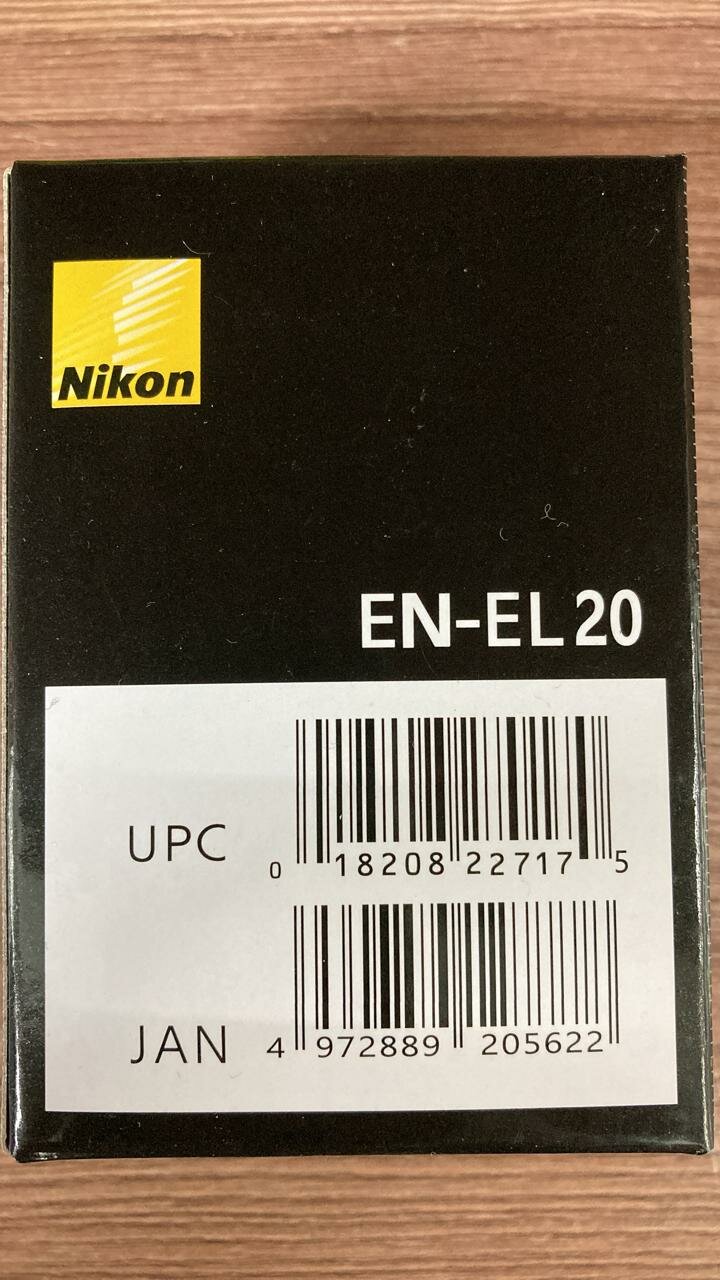 Nikon
EN-EL20
UPC
0 18208 22717 5
JAN
4 972889 205622